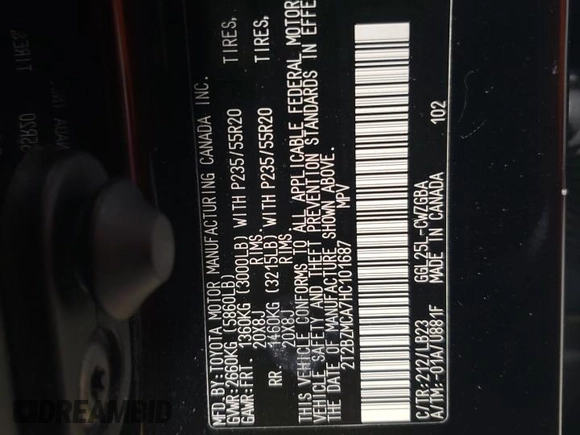 MFD.BY:TOYOTA MOTOR MANUFACTURING CANADA INC.
GVWR:2660KG (5860LB)
GAWR:FRT. 1360KG (3000LB) WITH P235/55R20 TIRES,
20X8J RIMS,
RR. 1460KG (3215LB) WITH P235/55R20 TIRES,
20X8J RIMS,
THIS VEHICLE CONFORMS TO ALL APPLICABLE FEDERAL MOTOR
VEHICLE SAFETY AND THEFT PREVENTION STANDARDS IN EFFE
DATE OF MANUFACTURE SHOWN ABOVE.
2T2BZMCA7HC101687 MPV
C/TR:212/LB23 GGL25L-CWZGBA
A/TM:-01A/U881F MADE IN CANADA 102
DREAMBID